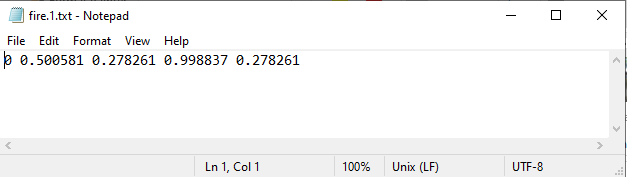 fire.1.txt - Notepad
File Edit Format View Help
0 0.500581 0.278261 0.998837 0.278261
Ln 1, Col 1 100% Unix (LF) UTF-8